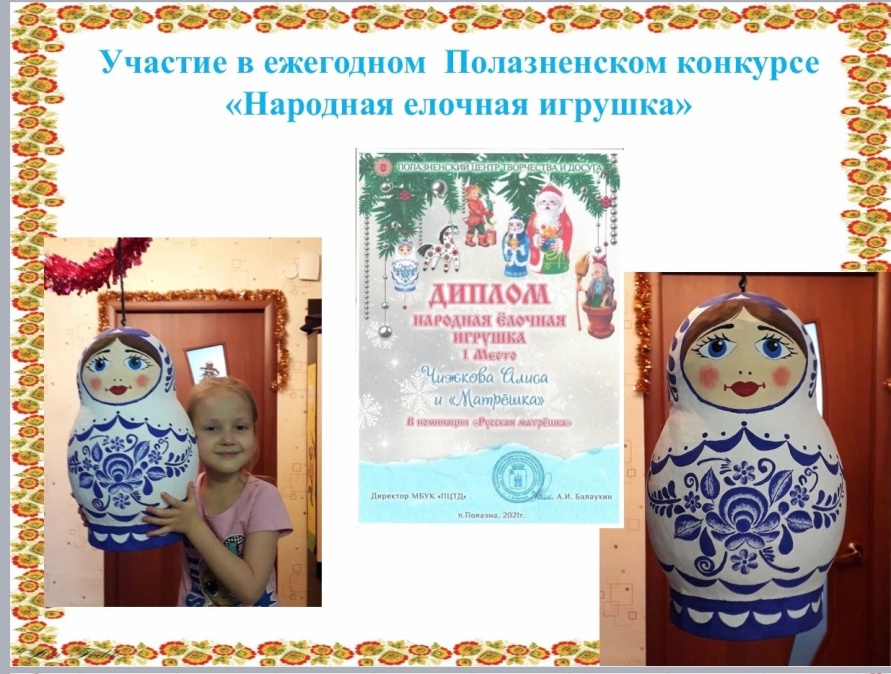 Участие в ежегодном Полазненском конкурсе
«Народная елочная игрушка»
ПОЛАЗНЕНСКИЙ ЦЕНТР ТВОРЧЕСТВА И ДОСУГА
ДИПЛОМ
НАРОДНАЯ ЁЛОЧНАЯ
ИГРУШКА
1 Место
Чижкова Алиса
и «Матрёшка»
В номинации «Русская матрёшка»
Директор МБУК «ПЦТД» А.И. Балаухин
п.Полазна, 2021г.